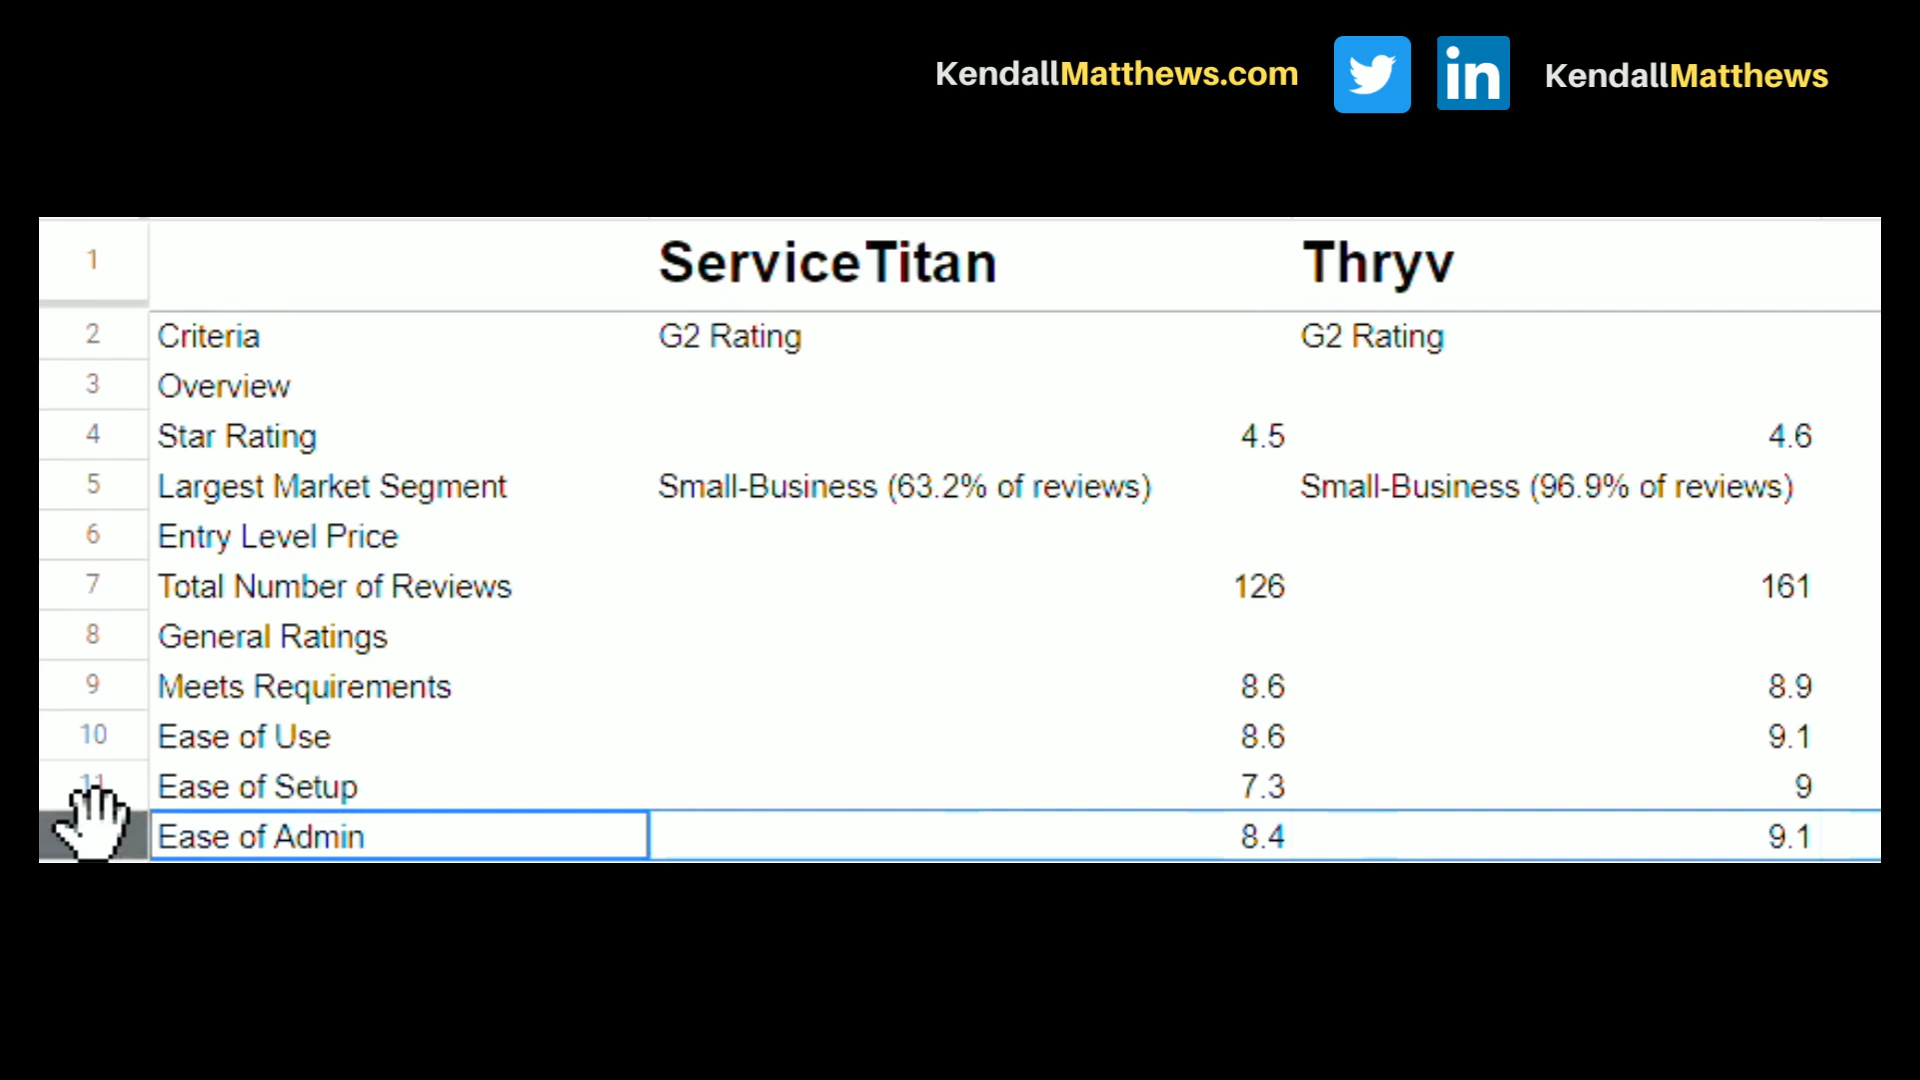 KendallMatthews.com in KendallMatthews
1 ServiceTitan Thryv
2 Criteria G2 Rating G2 Rating
3 Overview
4 Star Rating 4.5 4.6
5 Largest Market Segment Small-Business (63.2% of reviews) Small-Business (96.9% of reviews)
6 Entry Level Price
7 Total Number of Reviews 126 161
8 General Ratings
9 Meets Requirements 8.6 8.9
10 Ease of Use 8.6 9.1
11 Ease of Setup 7.3 9
Ease of Admin 8.4 9.1